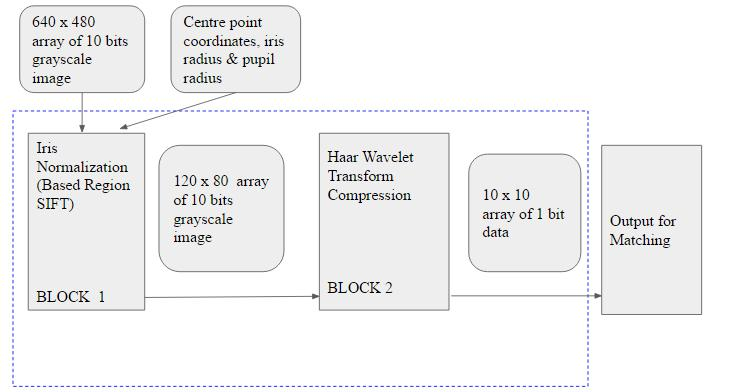 640 x 480
array of 10 bits
grayscale
image
Centre point
coordinates, iris
radius & pupil
radius
Iris
Normalization
(Based Region
SIFT)
BLOCK 1
120 x 80 array
of 10 bits
grayscale
image
Haar Wavelet
Transform
Compression
BLOCK 2
10 x 10
array of 1 bit
data
Output for
Matching